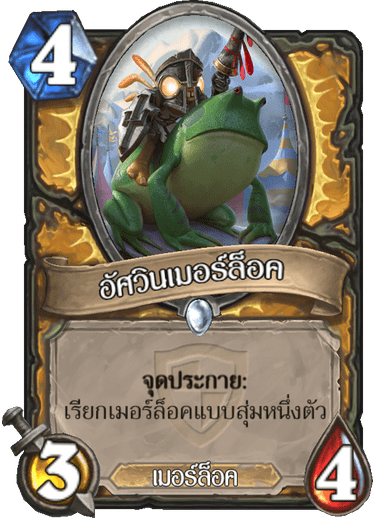 4
อัศวินเมอร์ล็อค
จุดประกาย:
เรียกเมอร์ล็อคแบบสุ่มหนึ่งตัว
3
เมอร์ล็อค
4